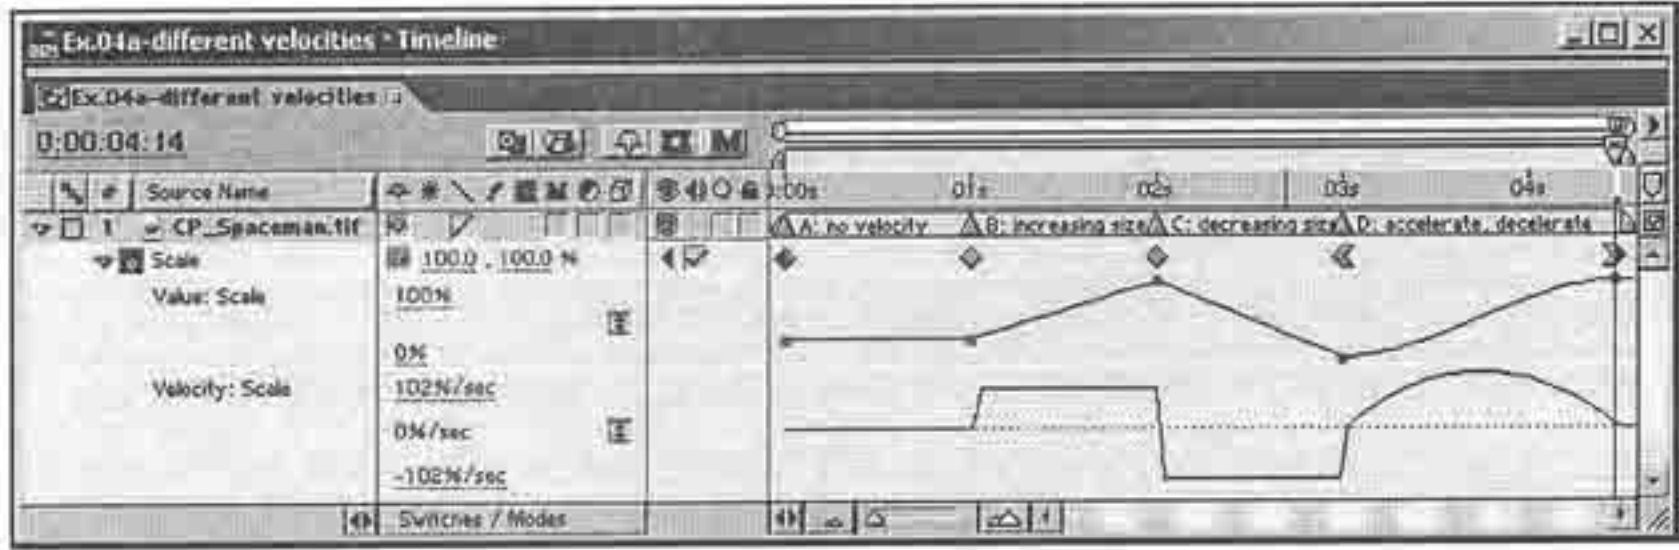 Ex.04a-different velocities • Timeline
Ex.04a-different velocities
0:00:04:14
# Source Name
:00s 01s 02s 03s 04s
1 CP_Spaceman.tif
A: no velocity B: increasing size C: decreasing size D: accelerate, decelerate
Scale 100.0 , 100.0 %
Value: Scale 100%
0%
Velocity: Scale 102%/sec
0%/sec
-102%/sec
Switches / Modes